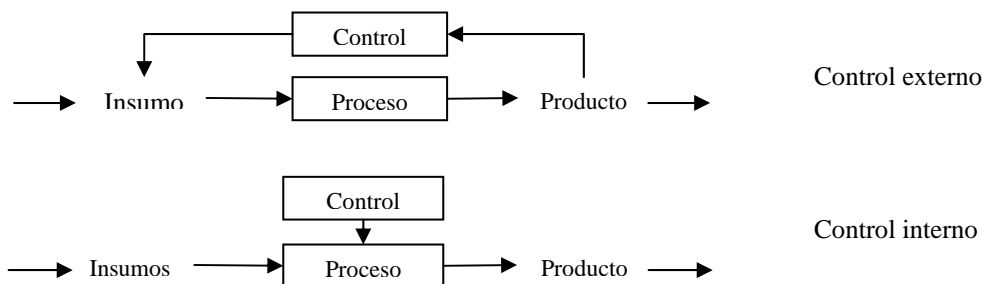 Control
Control externo
Insumo Proceso Producto
Control
Control interno
Insumos Proceso Producto